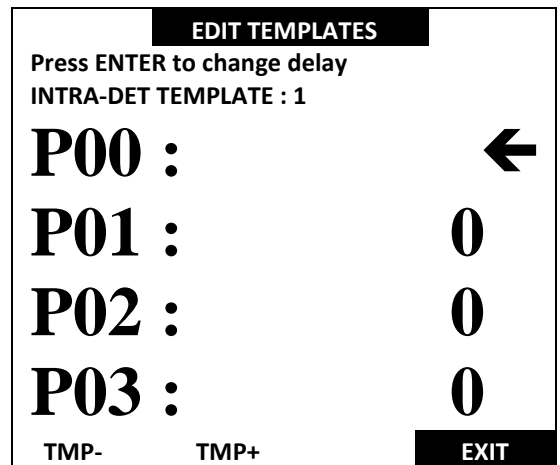 EDIT TEMPLATES
Press ENTER to change delay
INTRA-DET TEMPLATE : 1
P00 : ←
P01 : 0
P02 : 0
P03 : 0
TMP- TMP+ EXIT